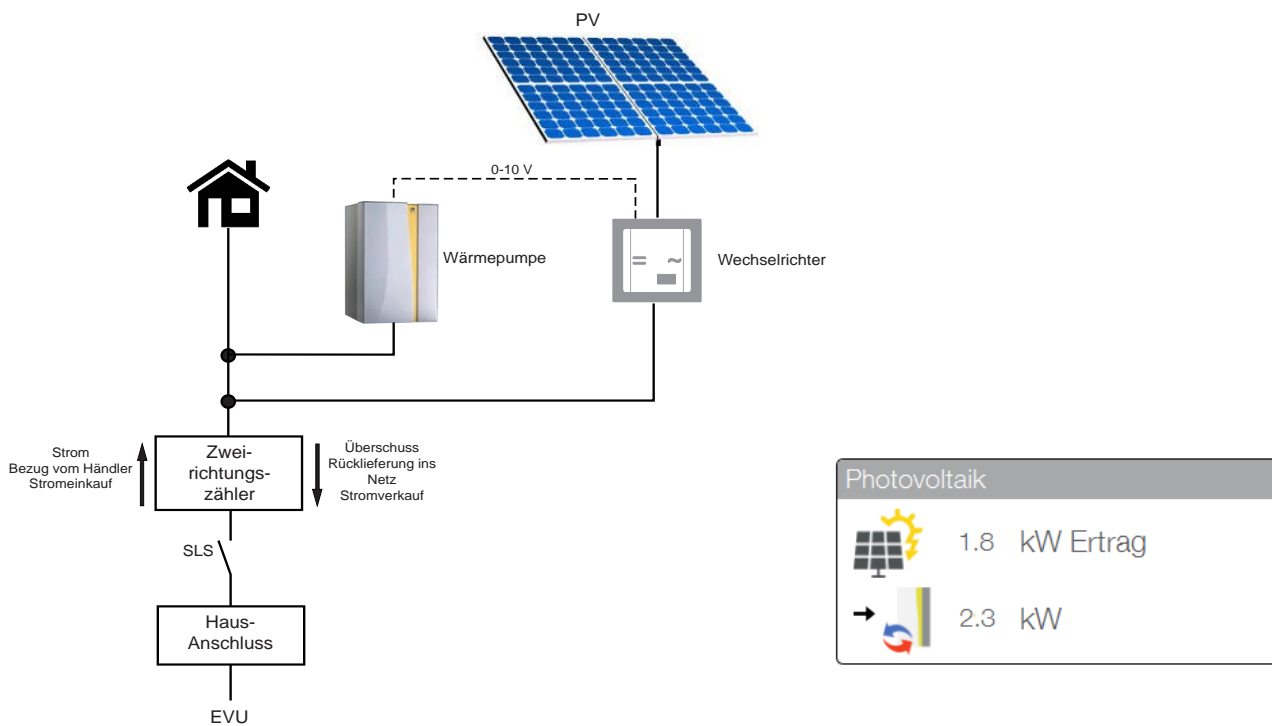 PV
0-10 V
Wärmepumpe
Wechselrichter
= ~
Strom
Bezug vom Händler
Stromeinkauf
Zwei-
richtungs-
zähler
Überschuss
Rücklieferung ins
Netz
Stromverkauf
SLS
Haus-
Anschluss
EVU
Photovoltaik
1.8 kW Ertrag
2.3 kW